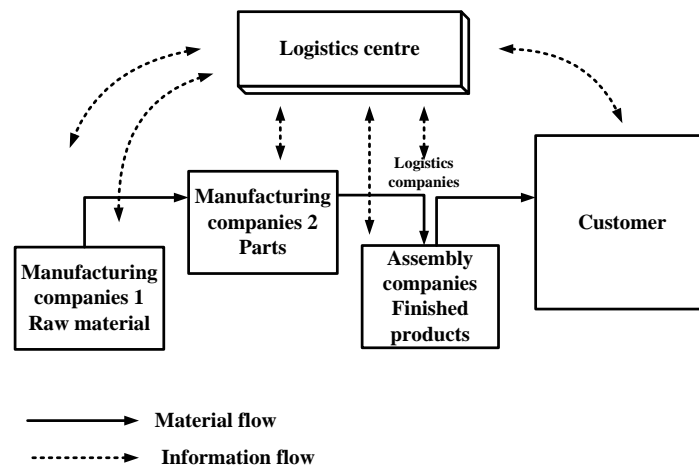 Logistics centre
Logistics
companies
Manufacturing
companies 2
Parts
Customer
Manufacturing
companies 1
Raw material
Assembly
companies
Finished
products
Material flow
Information flow